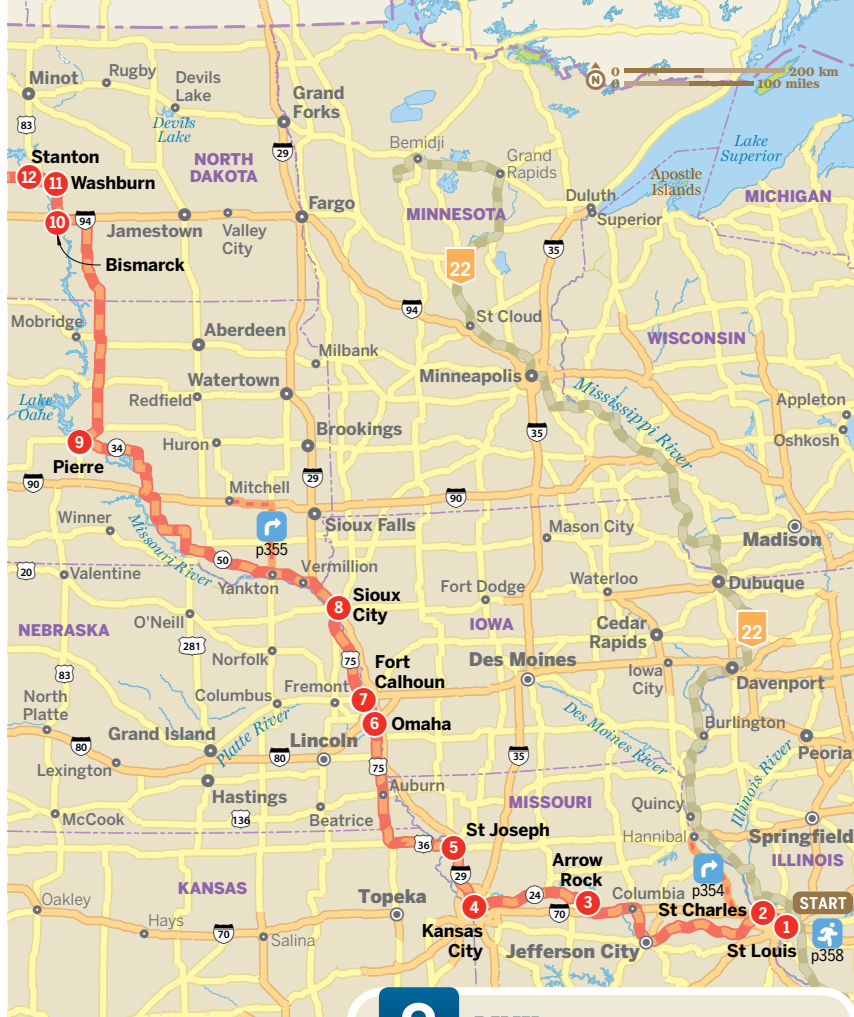 Minot
Rugby
Devils
Lake
Devils
Lake
Grand
Forks
83
29
Stanton
12
11
Washburn
NORTH
DAKOTA
10
94
Jamestown
Valley
City
Fargo
Bismarck
Bemidji
Grand
Rapids
MINNESOTA
22
Duluth
Superior
Apostle
Islands
Lake
Superior
MICHIGAN
N
0
200 km
0
100 miles
35
94
St Cloud
WISCONSIN
Mobridge
Aberdeen
Milbank
Watertown
Redfield
Minneapolis
Mississippi River
Lake
Oahe
Appleton
Oshkosh
9
Pierre
34
Huron
Brookings
35
29
90
Mitchell
90
p355
Sioux Falls
Winner
Missouri River
Mason City
Madison
50
Vermillion
Yankton
20
Valentine
8
Sioux
City
Fort Dodge
Waterloo
Dubuque
O'Neill
NEBRASKA
IOWA
Cedar
Rapids
22
281
Norfolk
75
83
Fort
Calhoun
Des Moines
Iowa
City
Davenport
North
Platte
Columbus
Fremont
7
6
Omaha
Platte River
Grand Island
Lincoln
80
80
Des Moines River
Burlington
Illinois River
Peoria
Lexington
75
35
Hastings
Auburn
MISSOURI
Quincy
McCook
136
Beatrice
Hannibal
Springfield
ILLINOIS
36
St Joseph
5
29
KANSAS
Arrow
Rock
p354
Oakley
Topeka
4
24
70
3
Columbia
St Charles
2
START
1
Hays
70
Salina
Kansas
City
Jefferson City
St Louis
p358